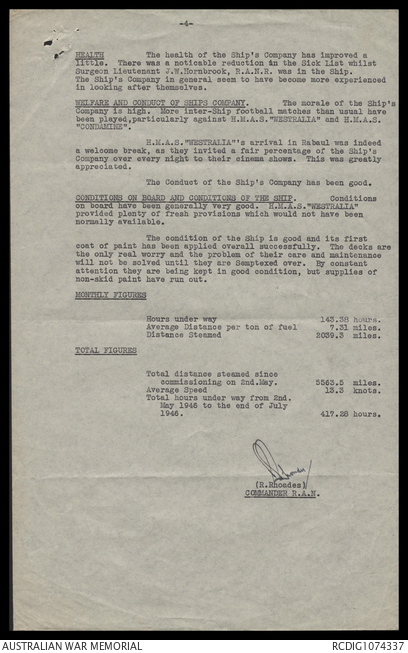 -4-
HEALTH The health of the Ship's Company has improved a
little. There was a noticable reduction in the Sick List whilst
Surgeon Lieutenant J.W.Hornbrook, R.A.N.R. was in the Ship.
The Ship's Company in general seem to have become more experienced
in looking after themselves.
WELFARE AND CONDUCT OF SHIPS COMPANY. The morale of the Ship's
Company is high. More inter-Ship football matches than usual have
been played,particularly against H.M.A.S."WESTRALIA" and H.M.A.S.
"CONDAMINE".
H.M.A.S."WESTRALIA"'s arrival in Rabaul was indeed
a welcome break, as they invited a fair percentage of the Ship's
Company over every night to their cinema shows. This was greatly
appreciated.
The Conduct of the Ship's Company has been good.
CONDITIONS ON BOARD AND CONDITIONS OF THE SHIP. Conditions
on board have been generally very good. H.M.A.S."WESTRALIA"
provided plenty of fresh provisions which would not have been
normally available.
The condition of the Ship is good and its first
coat of paint has been applied overall successfully. The decks are
the only real worry and the problem of their care and maintenance
will not be solved until they are Semptexed over. By constant
attention they are being kept in good condition, but supplies of
non-skid paint have run out.
MONTHLY FIGURES
Hours under way 143.38 hours.
Average Distance per ton of fuel 7.31 miles.
Distance Steamed 2039.3 miles.
TOTAL FIGURES
Total distance steamed since
commissioning on 2nd.May. 5563.5 miles.
Average Speed 13.3 knots.
Total hours under way from 2nd.
May 1946 to the end of July
1946. 417.28 hours.
(R.Rhoades)
COMMANDER R.A.N.
AUSTRALIAN WAR MEMORIAL RCDIG1074337